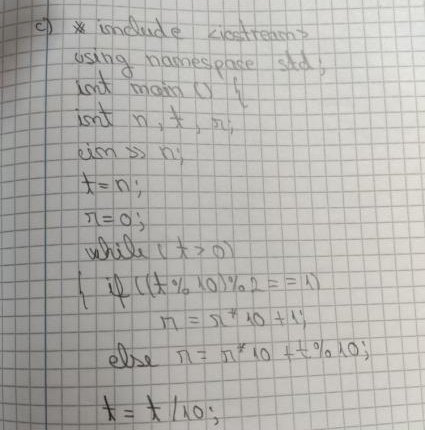 c) * include <iostream>
using namespace std;
int main () {
int n, t, r;
cin >> n;
t = n;
r = 0;
while (t > 0)
{ if ((t % 10) % 2 == 1)
r = r * 10 + 1;
else r = r * 10 + t % 10;
t = t / 10;